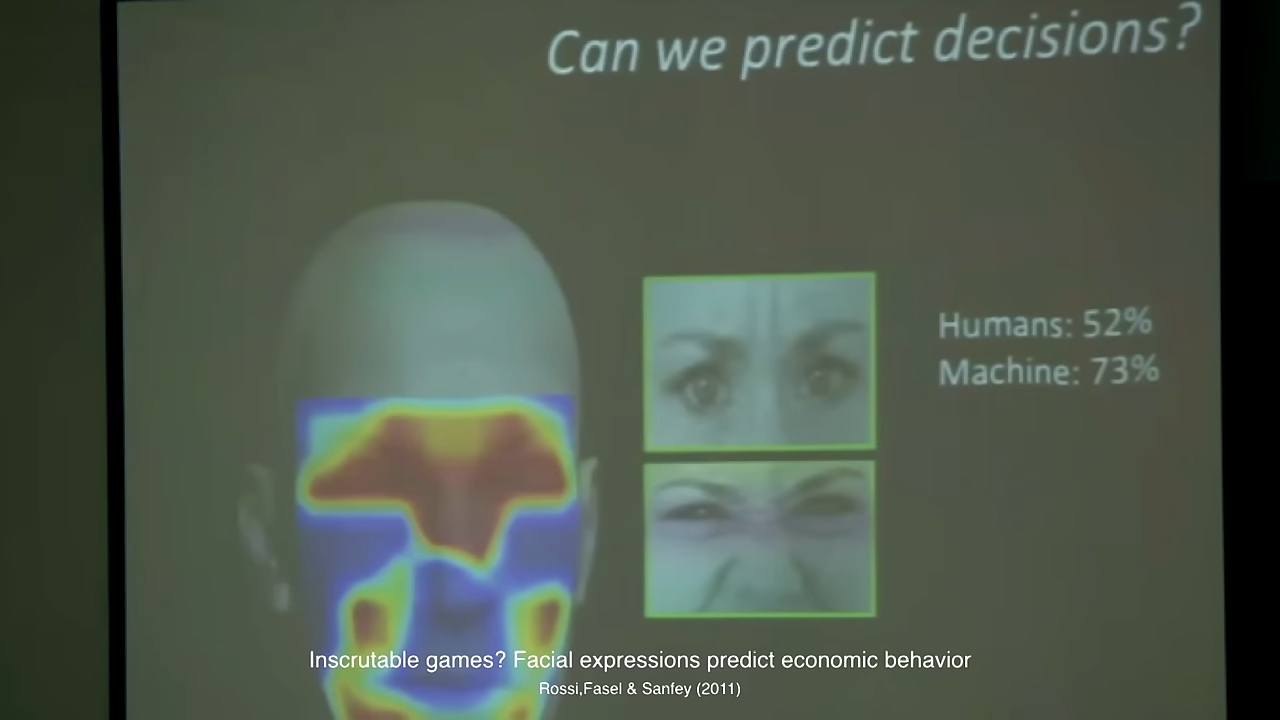 Can we predict decisions?
Humans: 52%
Machine: 73%
Inscrutable games? Facial expressions predict economic behavior
Rossi,Fasel & Sanfey (2011)